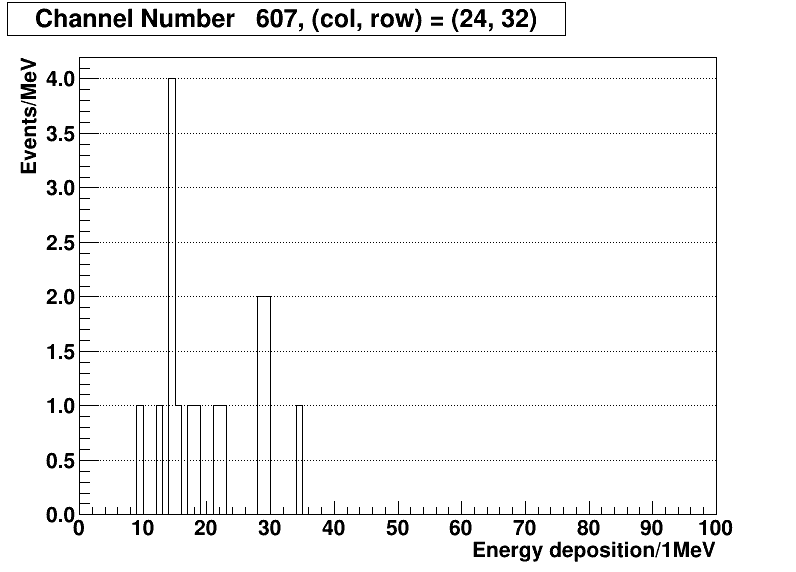 Channel Number   607, (col, row) = (24, 32)
Events/MeV
4.0
3.5
3.0
2.5
2.0
1.5
1.0
0.5
0.0
0 10 20 30 40 50 60 70 80 90 100
Energy deposition/1MeV